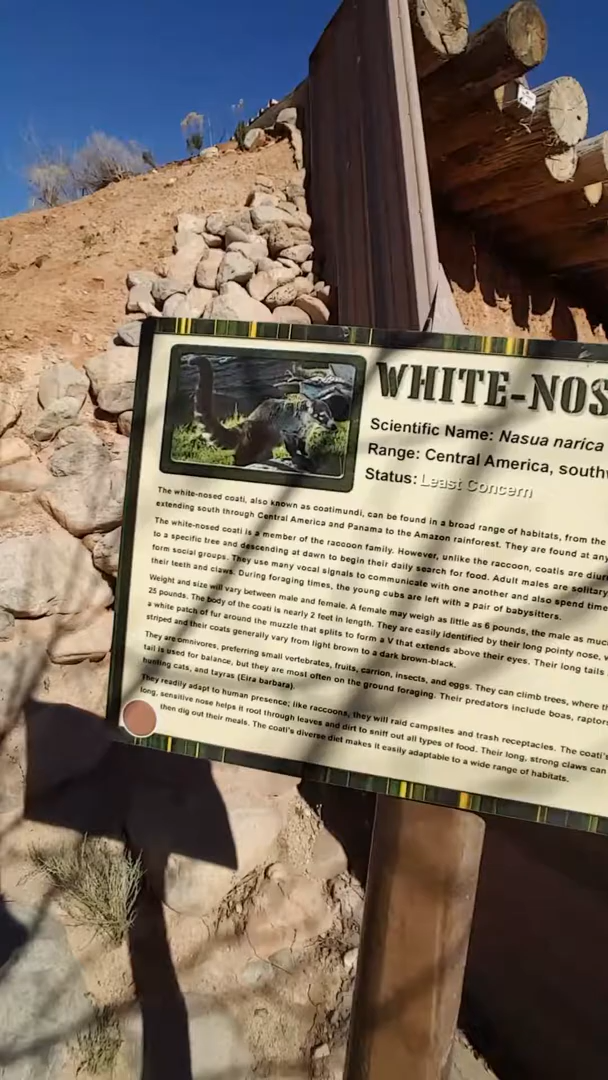 WHITE-NOS
Scientific Name: Nasua narica
Range: Central America, southw
Status: Least Concern
The white-nosed coati, also known as coatimundi, can be found in a broad range of habitats, from the
extending south through Central America and Panama to the Amazon rainforest. They are found at any
The white-nosed coati is a member of the raccoon family. However, unlike the raccoon, coatis are diur
to a specific tree and descending at dawn to begin their daily search for food. Adult males are solitary
form social groups. They use many vocal signals to communicate with one another and also spend time
their teeth and claws. During foraging times, the young cubs are left with a pair of babysitters.
Weight and size will vary between male and female. A female may weigh as little as 6 pounds, the male as much
25 pounds. The body of the coati is nearly 2 feet in length. They are easily identified by their long pointy nose, w
a white patch of fur around the muzzle that splits to form a V that extends above their eyes. Their long tails
striped and their coats generally vary from light brown to a dark brown-black.
They are omnivores, preferring small vertebrates, fruits, carrion, insects, and eggs. They can climb trees, where th
tail is used for balance, but they are most often on the ground foraging. Their predators include boas, raptor
hunting cats, and tayras (Eira barbara).
They readily adapt to human presence; like raccoons, they will raid campsites and trash receptacles. The coati's
long, sensitive nose helps it root through leaves and dirt to sniff out all types of food. Their long, strong claws can
then dig out their meals. The coati's diverse diet makes it easily adaptable to a wide range of habitats.